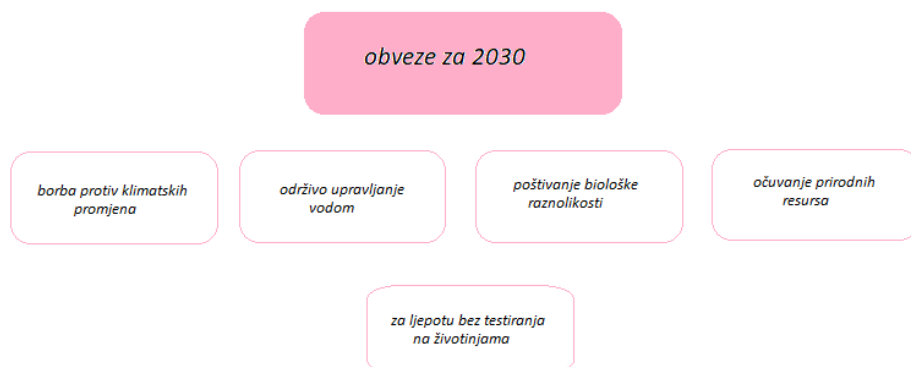 obveze za 2030
borba protiv klimatskih
promjena
održivo upravljanje
vodom
poštivanje biološke
raznolikosti
očuvanje prirodnih
resursa
za ljepotu bez testiranja
na životinjama